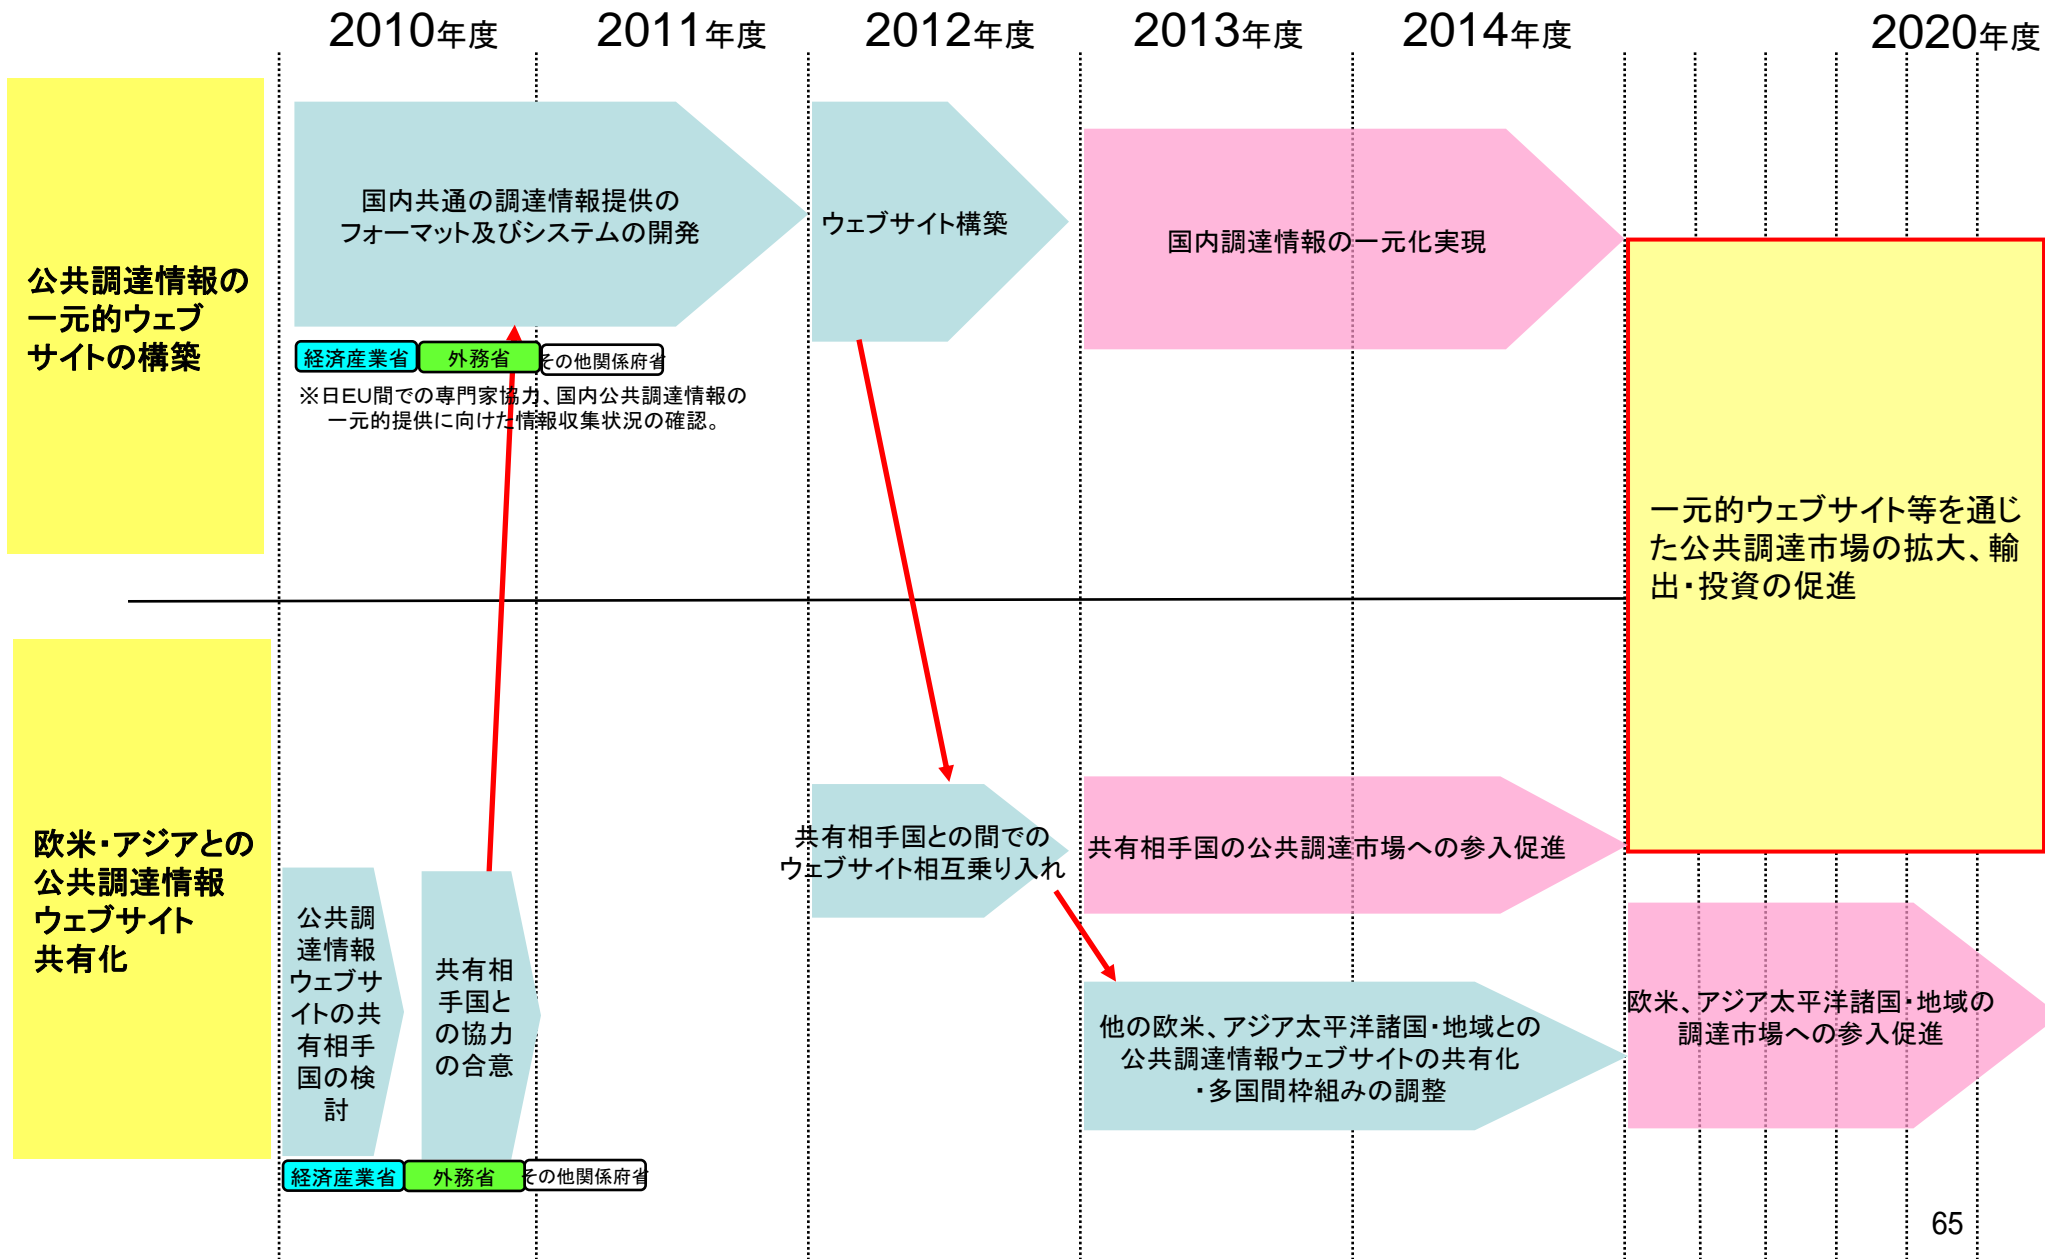 2010年度 2011年度 2012年度 2013年度 2014年度 2020年度
公共調達情報の
一元的ウェブ
サイトの構築
国内共通の調達情報提供の
フォーマット及びシステムの開発
ウェブサイト構築
国内調達情報の一元化実現
経済産業省 外務省 その他関係府省
※日EU間での専門家協力、国内公共調達情報の
一元的提供に向けた情報収集状況の確認。
一元的ウェブサイト等を通じ
た公共調達市場の拡大、輸
出・投資の促進
欧米・アジアとの
公共調達情報
ウェブサイト
共有化
公共調
達情報
ウェブサ
イトの共
有相手
国の検
討
共有相
手国と
の協力
の合意
共有相手国との間での
ウェブサイト相互乗り入れ
共有相手国の公共調達市場への参入促進
他の欧米、アジア太平洋諸国・地域との
公共調達情報ウェブサイトの共有化
・多国間枠組みの調整
欧米、アジア太平洋諸国・地域の
調達市場への参入促進
経済産業省 外務省 その他関係府省
65